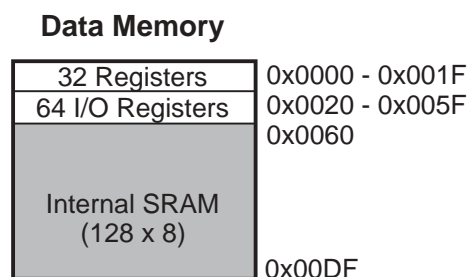 Data Memory
32 Registers 0x0000 - 0x001F
64 I/O Registers 0x0020 - 0x005F
0x0060
Internal SRAM
(128 x 8)
0x00DF